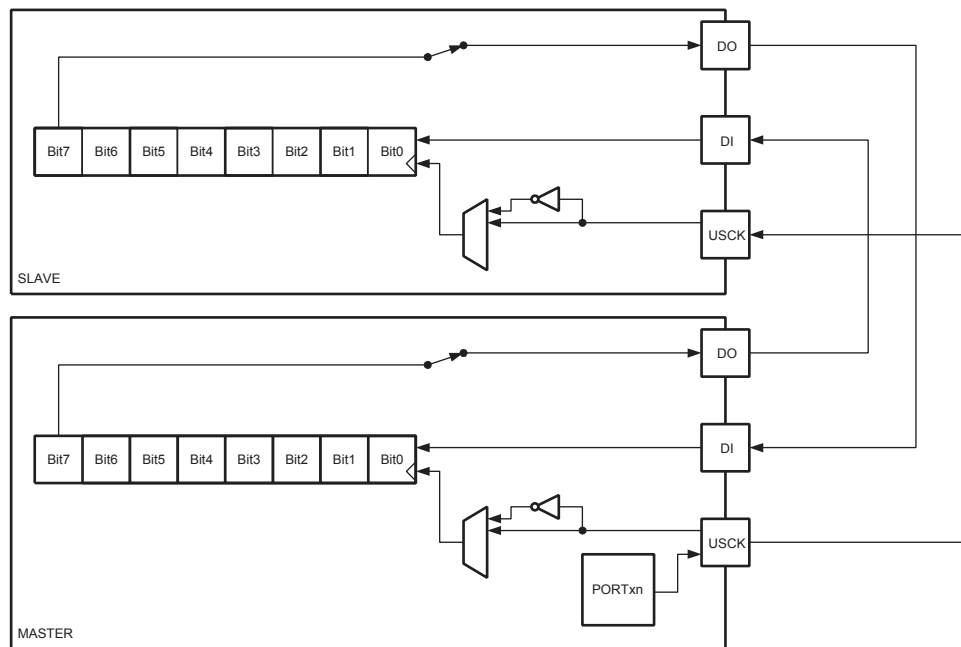 DO
Bit7 Bit6 Bit5 Bit4 Bit3 Bit2 Bit1 Bit0
DI
USCK
SLAVE
DO
Bit7 Bit6 Bit5 Bit4 Bit3 Bit2 Bit1 Bit0
DI
USCK
PORTxn
MASTER